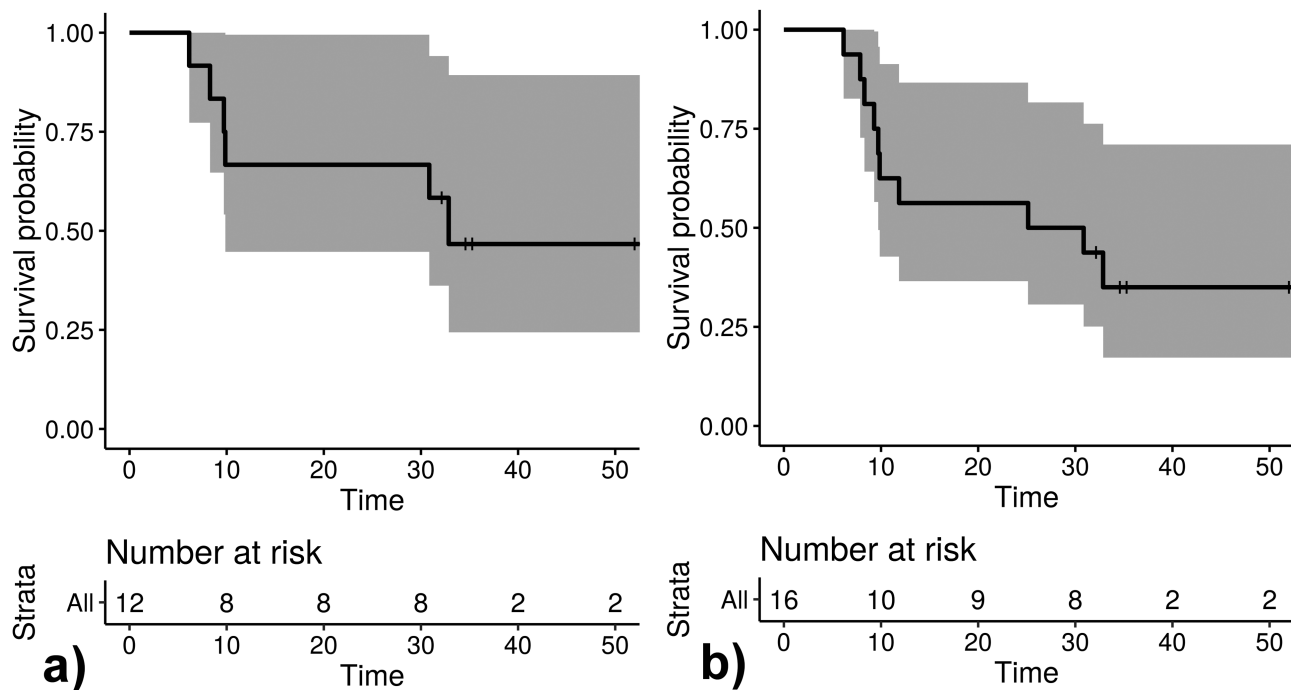 1.00
0.75
0.50
0.25
0.00
Survival probability
0 10 20 30 40 50
Time
Number at risk
Strata
All 12 8 8 8 2 2
0 10 20 30 40 50
Time
a)
1.00
0.75
0.50
0.25
0.00
Survival probability
0 10 20 30 40 50
Time
Number at risk
Strata
All 16 10 9 8 2 2
0 10 20 30 40 50
Time
b)